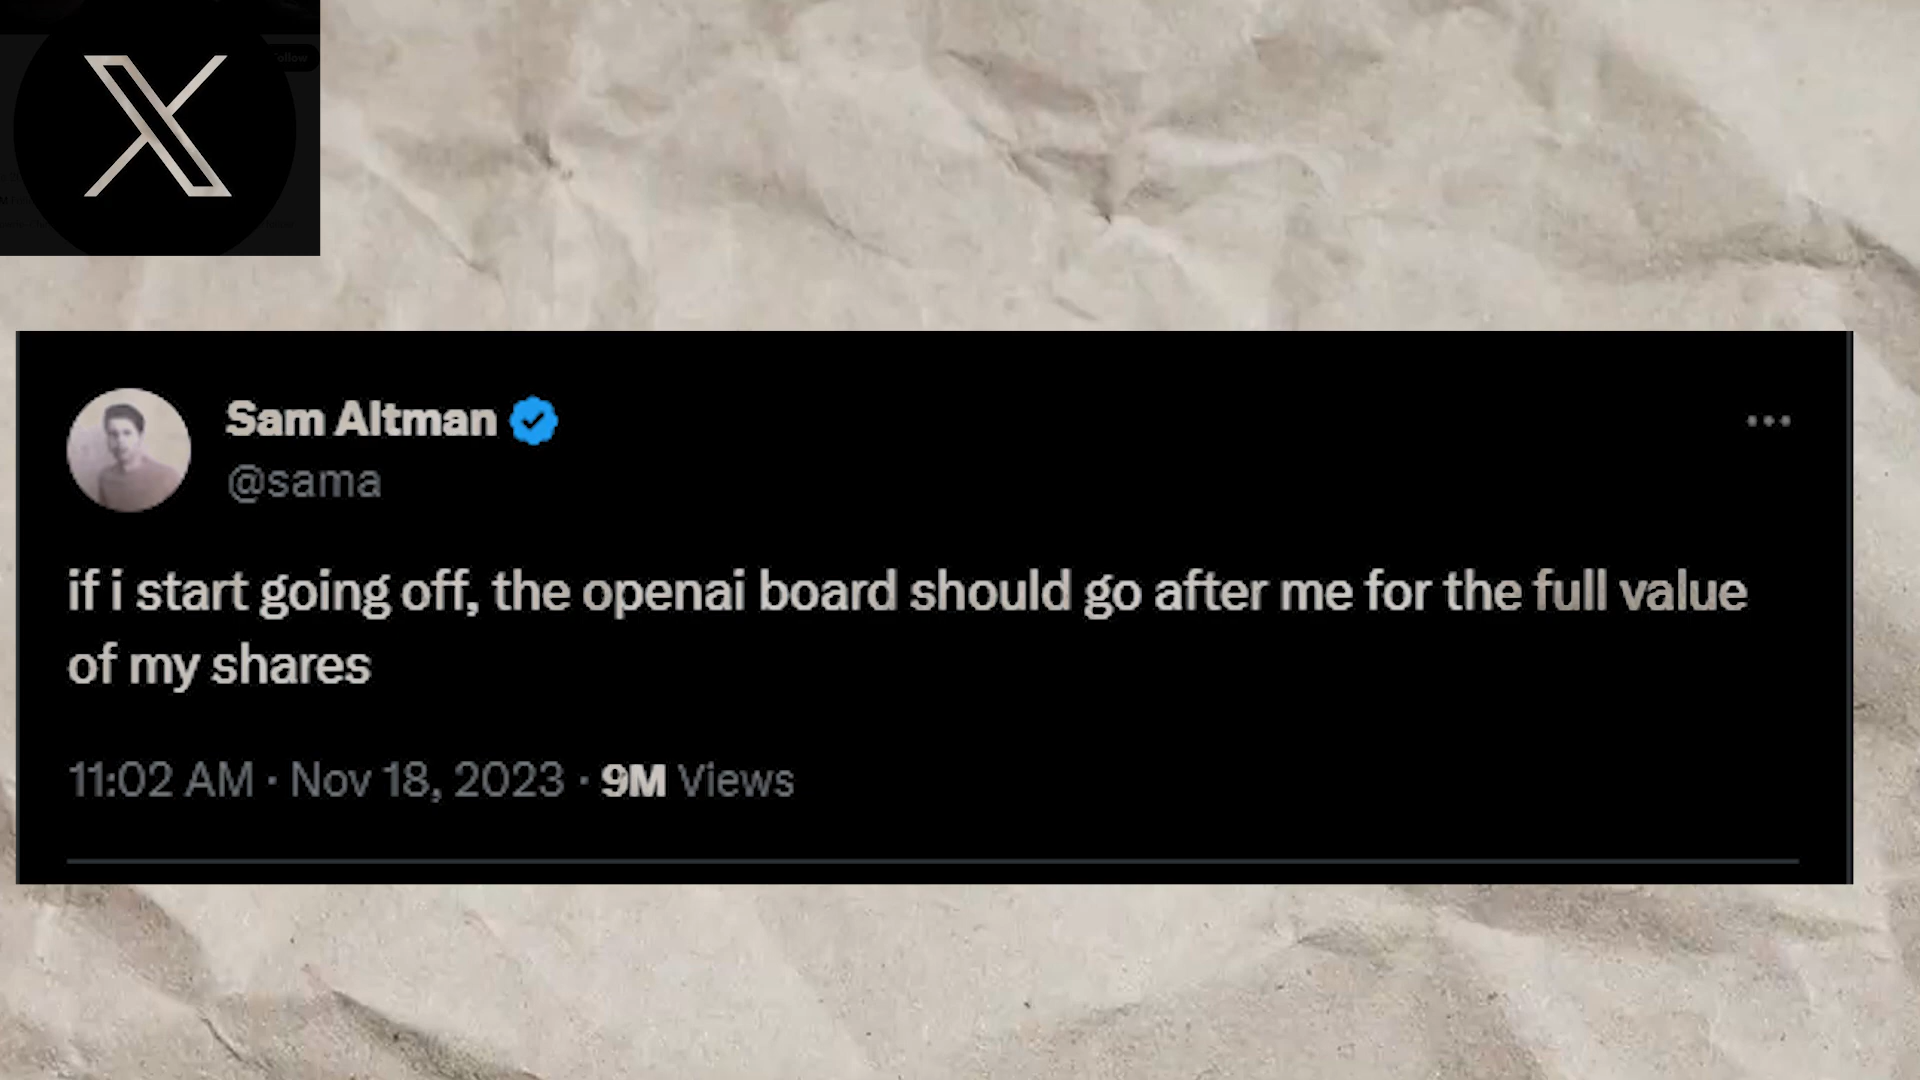 Follow
Sam Altman
@sama
if i start going off, the openai board should go after me for the full value
of my shares
11:02 AM · Nov 18, 2023 · 9M Views